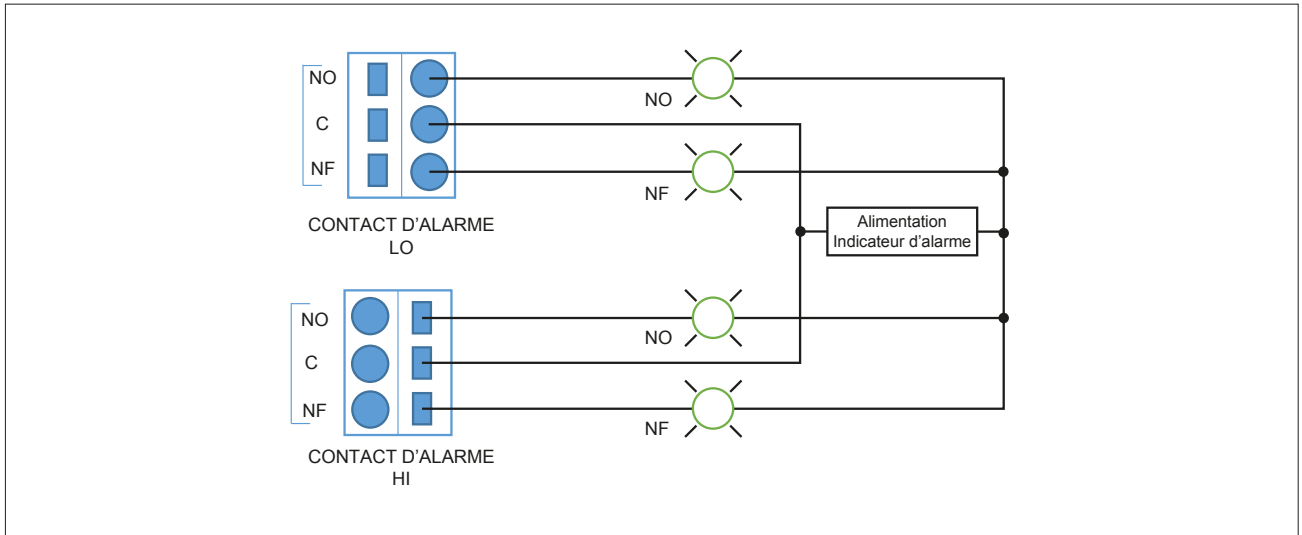 NO
NO
C
NF
NF
CONTACT D'ALARME
LO
Alimentation
Indicateur d'alarme
NO
NO
C
NF
NF
CONTACT D'ALARME
HI